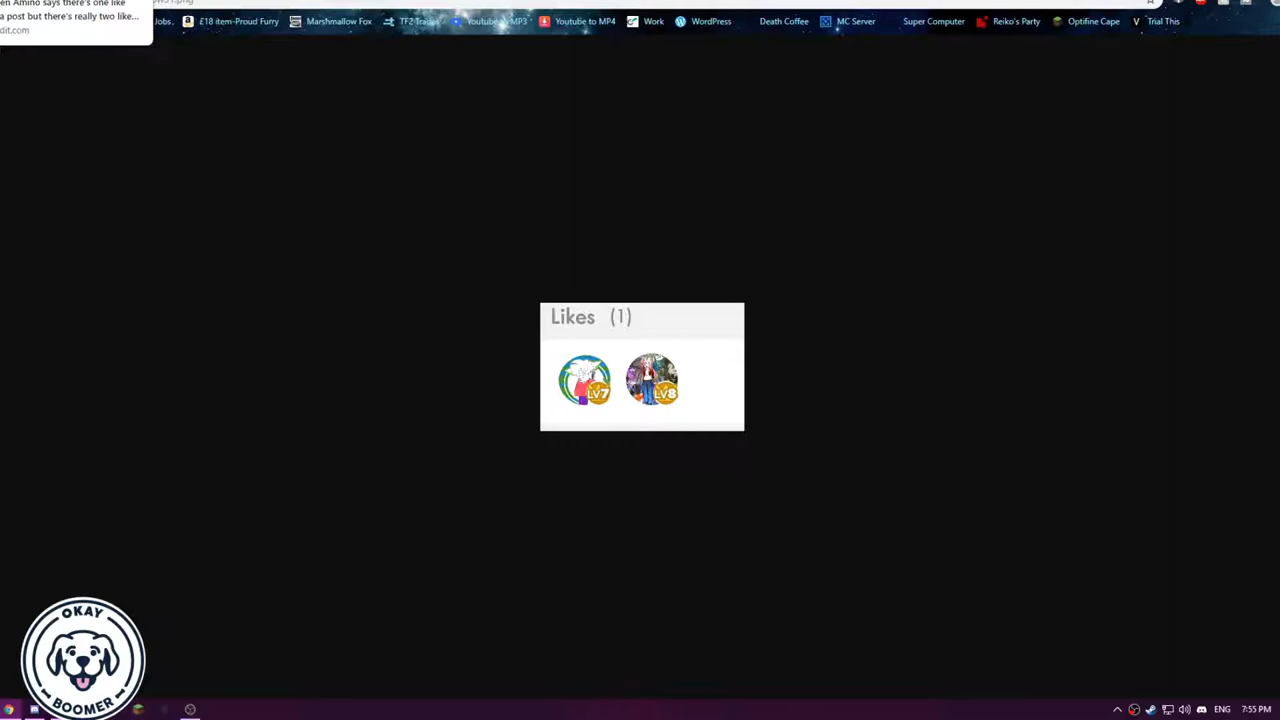 en Amino says there's one like
a post but there's really two like...
dit.com
Jobs
£18 item-Proud Furry
Marshmallow Fox
TF2 Trades
Youtube to MP3
Youtube to MP4
Work
WordPress
Death Coffee
MC Server
Super Computer
Reiko's Party
Optifine Cape
V
Trial This
Likes (1)
LV7
LV8
OKAY
BOOMER
ENG
7:55 PM